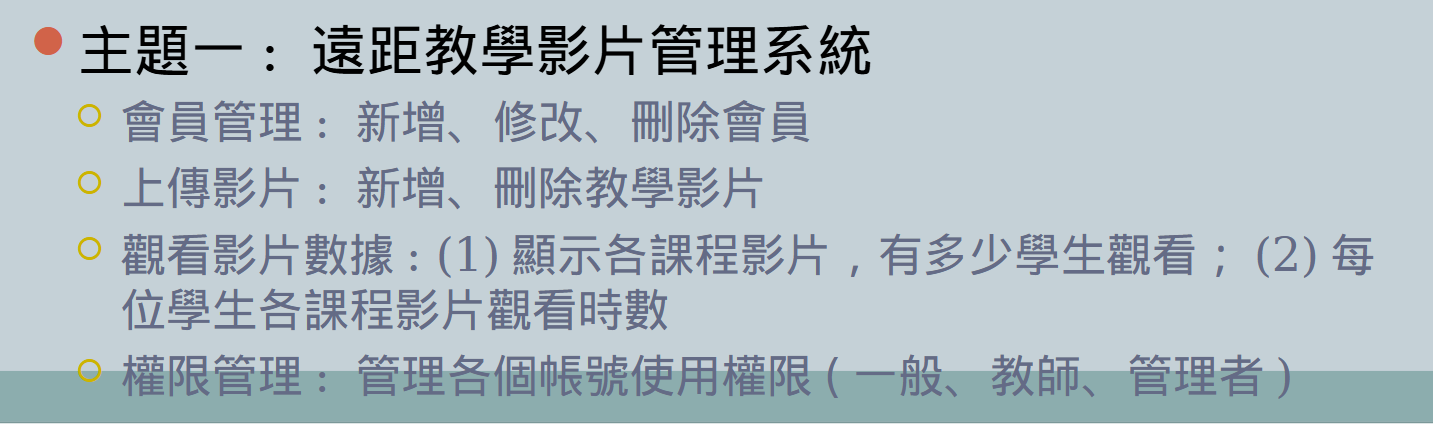 主題一： 遠距教學影片管理系統
會員管理： 新增、修改、刪除會員
上傳影片： 新增、刪除教學影片
觀看影片數據：(1) 顯示各課程影片，有多少學生觀看； (2) 每
位學生各課程影片觀看時數
權限管理： 管理各個帳號使用權限 ( 一般、教師、管理者 )